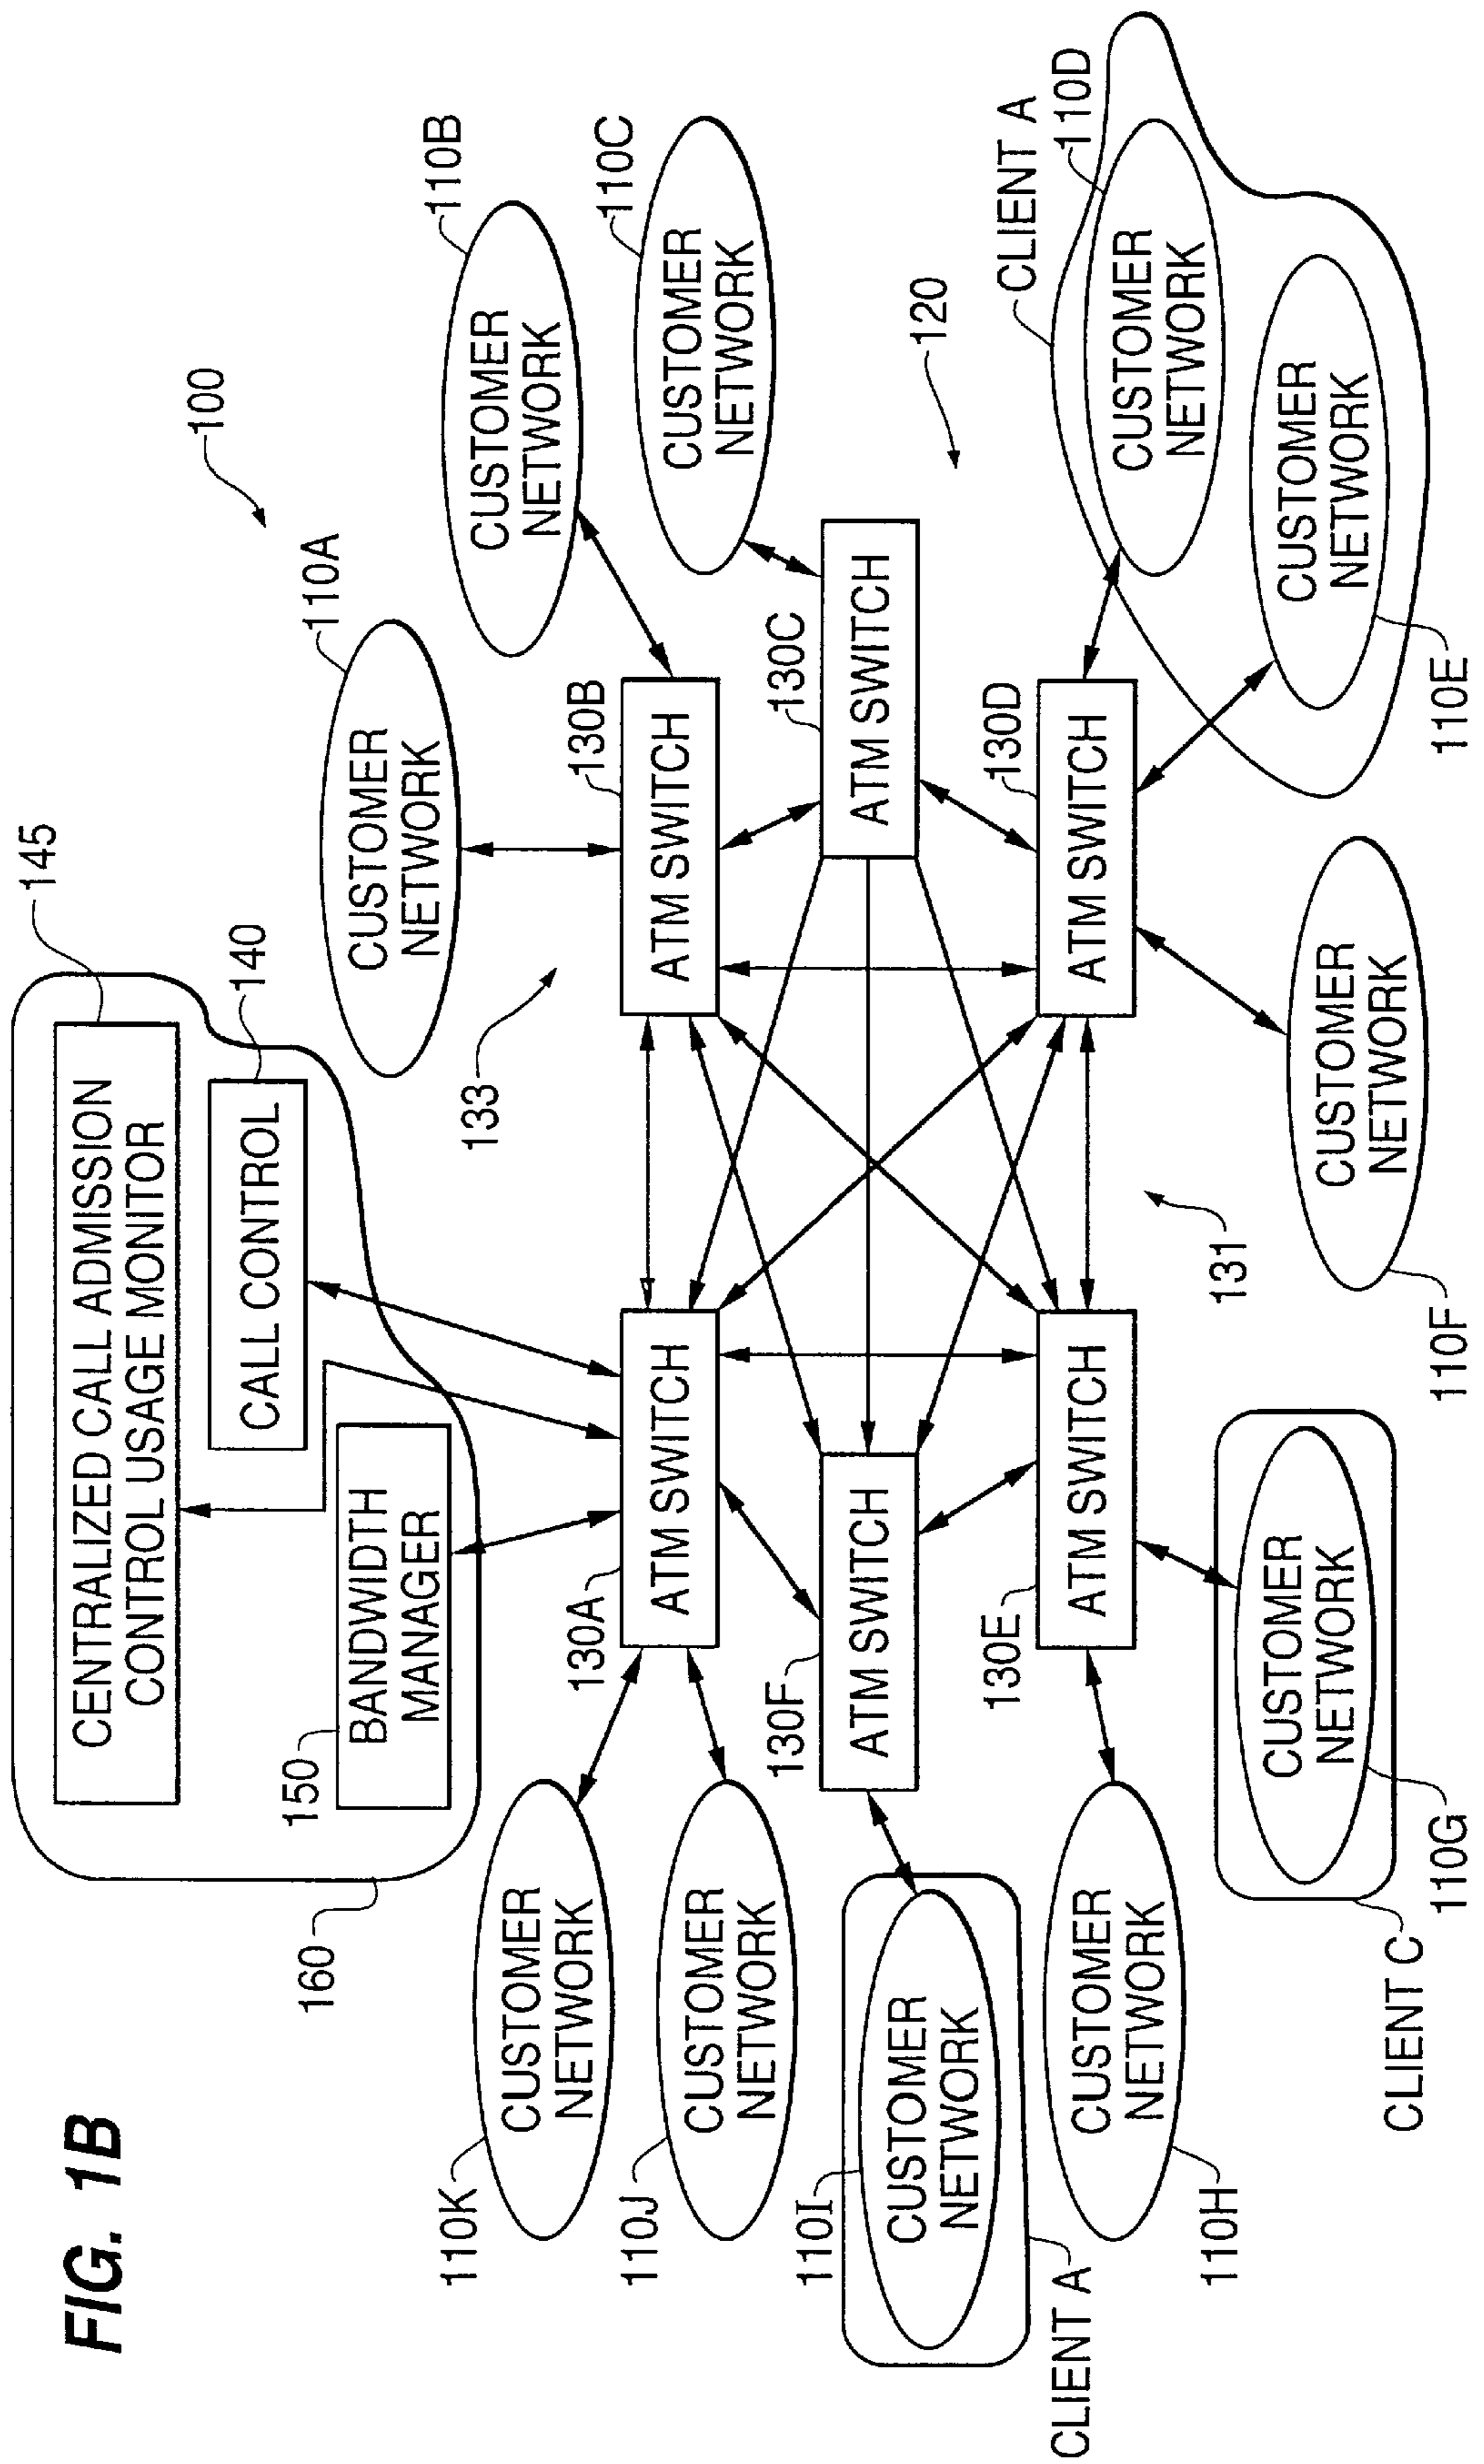 FIG. 1B
100
CENTRALIZED CALL ADMISSION
CONTROL USAGE MONITOR
145
CALL CONTROL
140
BANDWIDTH
MANAGER
150
160
CUSTOMER
NETWORK
110A
CUSTOMER
NETWORK
110B
CUSTOMER
NETWORK
110C
133
120
110K
CUSTOMER
NETWORK
110J
CUSTOMER
NETWORK
130A
ATM SWITCH
130B
ATM SWITCH
130C
ATM SWITCH
130F
ATM SWITCH
110I
CUSTOMER
NETWORK
CLIENT A
CLIENT A
110D
CUSTOMER
NETWORK
CUSTOMER
NETWORK
110E
130E
ATM SWITCH
130D
ATM SWITCH
131
CUSTOMER
NETWORK
110H
CUSTOMER
NETWORK
110G
CLIENT C
CUSTOMER
NETWORK
110F